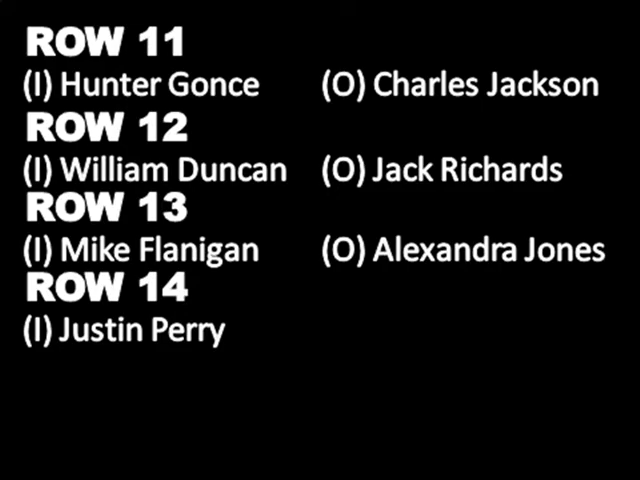 ROW 11
(I) Hunter Gonce (O) Charles Jackson
ROW 12
(I) William Duncan (O) Jack Richards
ROW 13
(I) Mike Flanigan (O) Alexandra Jones
ROW 14
(I) Justin Perry